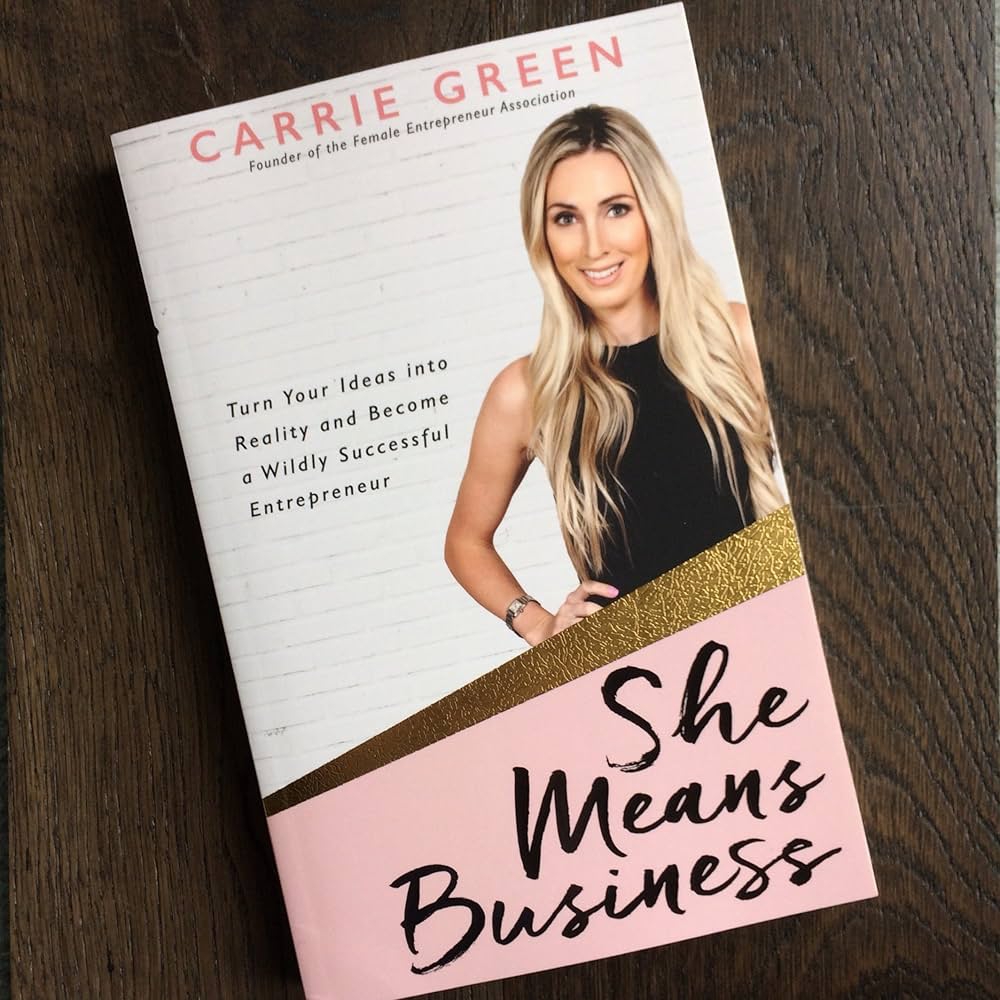 CARRIE GREEN
Founder of the Female Entrepreneur Association
Turn Your Ideas into
Reality and Become
a Wildly Successful
Entrepreneur
She
Means
Business